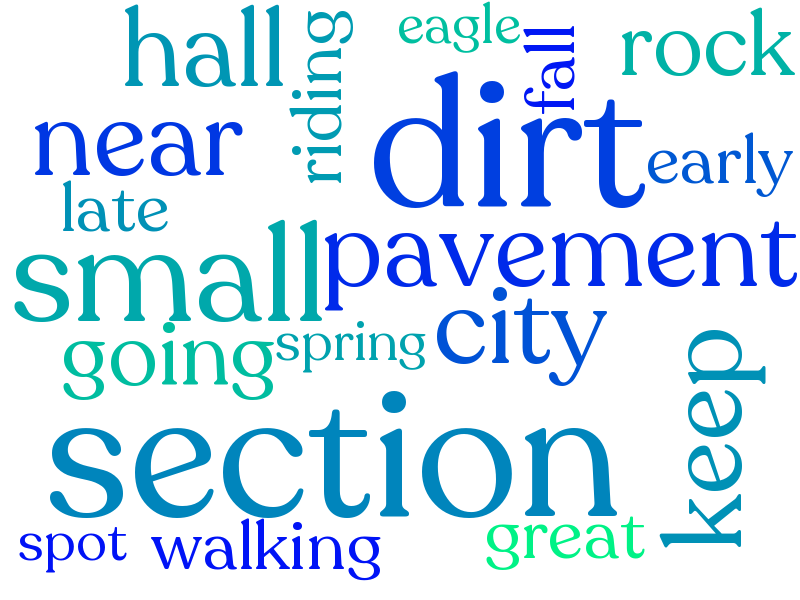 hall
riding
eagle
fall
rock
near
dirt
early
late
small
pavement
going
spring
city
keep
section
spot
walking
great